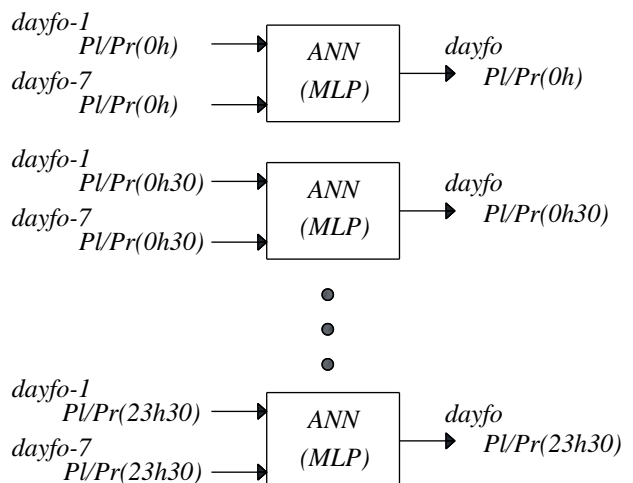 dayfo-1
Pl/Pr(0h)
dayfo-7
Pl/Pr(0h)
ANN
(MLP)
dayfo
Pl/Pr(0h)
dayfo-1
Pl/Pr(0h30)
dayfo-7
Pl/Pr(0h30)
ANN
(MLP)
dayfo
Pl/Pr(0h30)
dayfo-1
Pl/Pr(23h30)
dayfo-7
Pl/Pr(23h30)
ANN
(MLP)
dayfo
Pl/Pr(23h30)